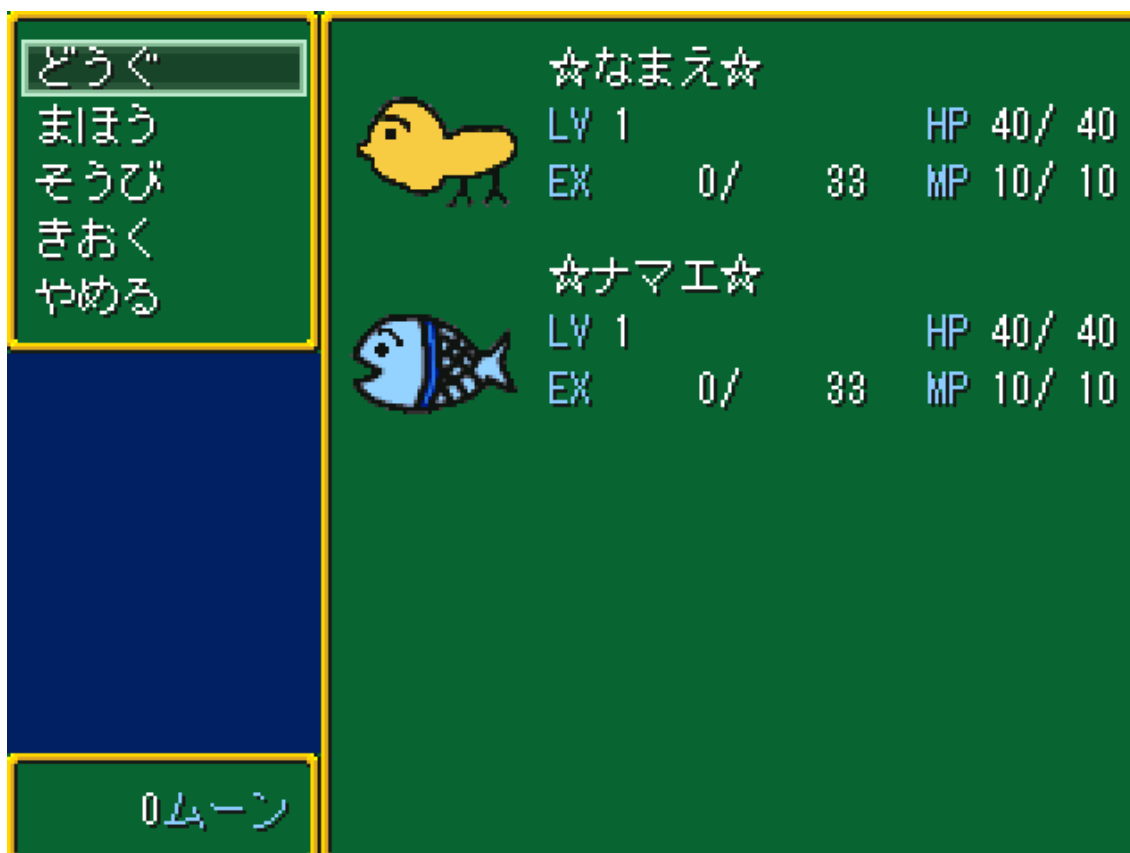 どうぐ
まほう
そうび
きおく
やめる
☆なまえ☆
LV 1 HP 40/ 40
EX 0/ 33 MP 10/ 10
☆ナマエ☆
LV 1 HP 40/ 40
EX 0/ 33 MP 10/ 10
0ムーン